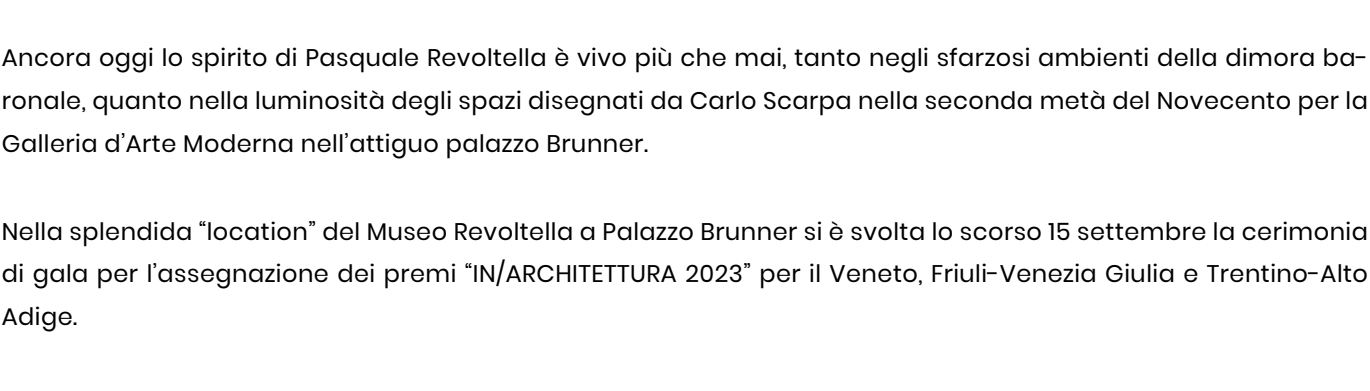 Ancora oggi lo spirito di Pasquale Revoltella è vivo più che mai, tanto negli sfarzosi ambienti della dimora ba-
ronale, quanto nella luminosità degli spazi disegnati da Carlo Scarpa nella seconda metà del Novecento per la
Galleria d’Arte Moderna nell’attiguo palazzo Brunner.
Nella splendida “location” del Museo Revoltella a Palazzo Brunner si è svolta lo scorso 15 settembre la cerimonia
di gala per l’assegnazione dei premi “IN/ARCHITETTURA 2023” per il Veneto, Friuli-Venezia Giulia e Trentino-Alto
Adige.